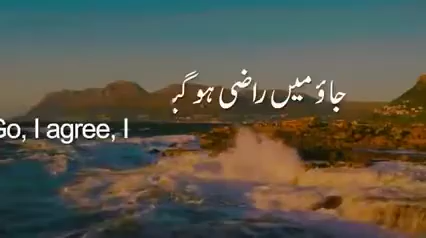 جاؤ میں راضی ہو
Go, I agree, I